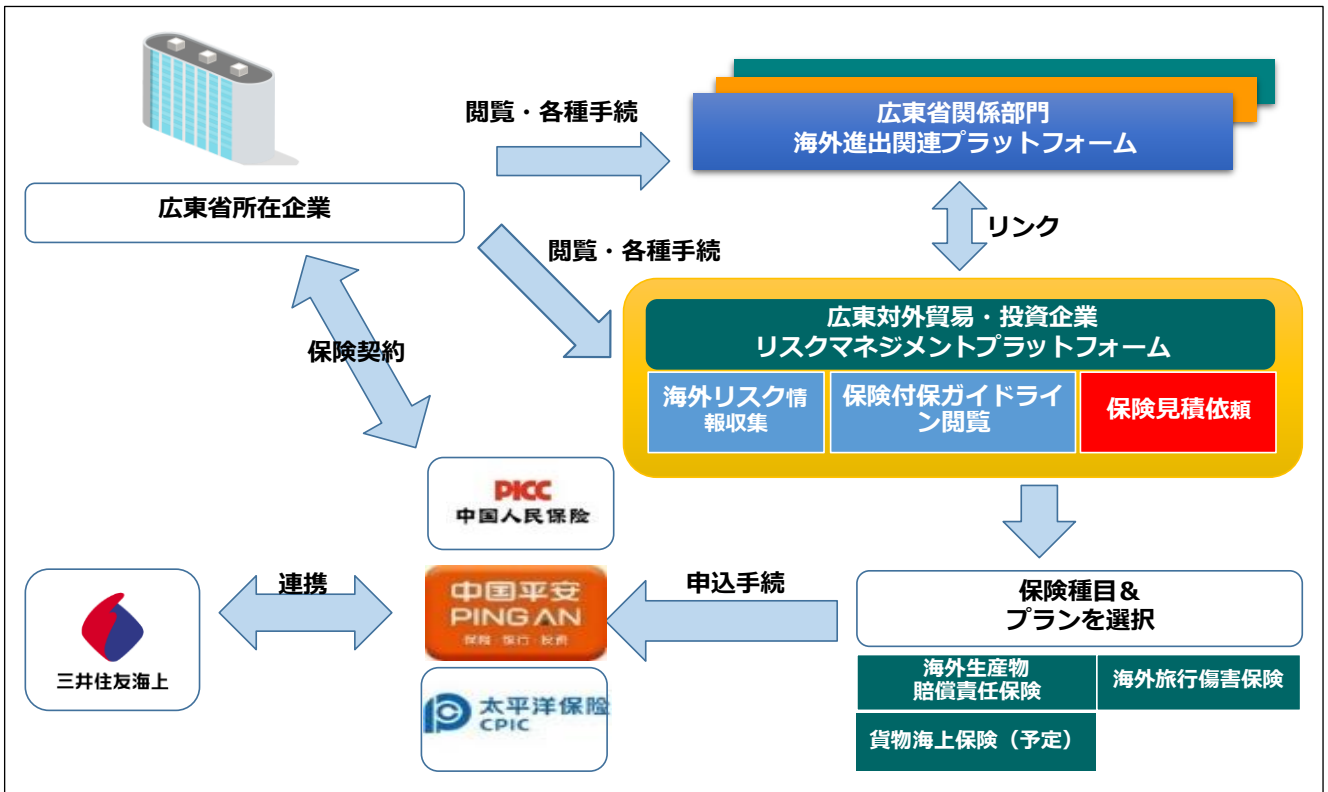 閲覧・各種手続
広東省関係部門
海外進出関連プラットフォーム
広東省所在企業
リンク
閲覧・各種手続
広東対外貿易・投資企業
リスクマネジメントプラットフォーム
海外リスク情
報収集
保険付保ガイドライ
ン閲覧
保険見積依頼
保険契約
PICC
中国人民保险
連携
中国平安
PING AN
保险·银行·投资
申込手続
保険種目&
プランを選択
三井住友海上
太平洋保险
CPIC
海外生産物
賠償責任保険
海外旅行傷害保険
貨物海上保険（予定）